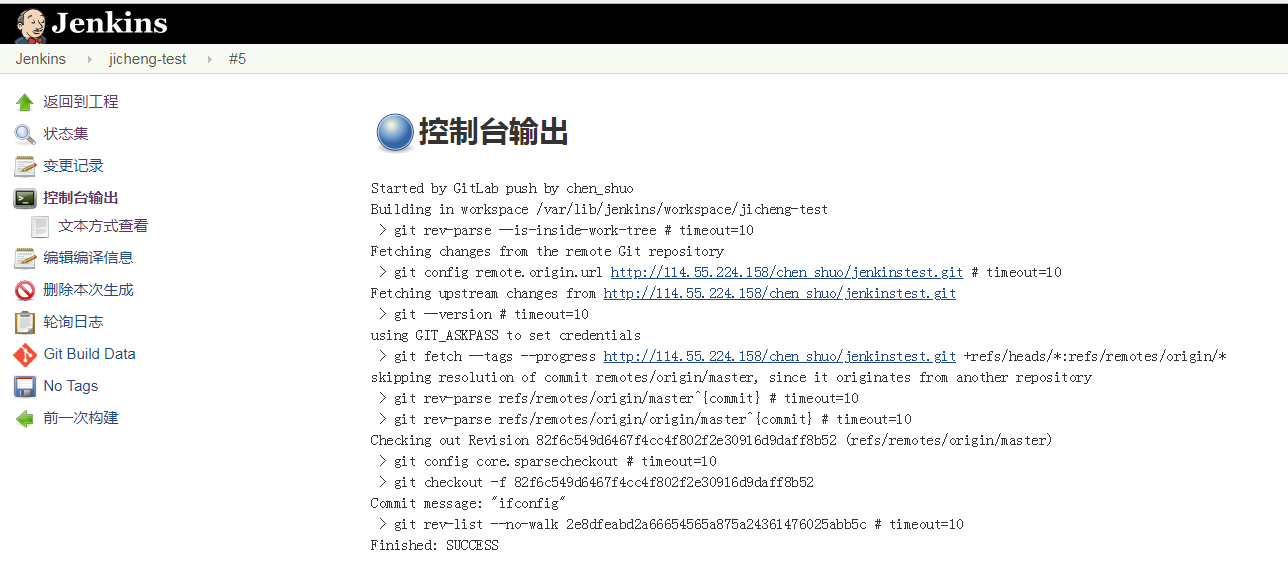 Jenkins
Jenkins jicheng-test #5
返回到工程
状态集
变更记录
控制台输出
文本方式查看
编辑编译信息
删除本次生成
轮询日志
Git Build Data
No Tags
前一次构建
控制台输出
Started by GitLab push by chen_shuo
Building in workspace /var/lib/jenkins/workspace/jicheng-test
> git rev-parse --is-inside-work-tree # timeout=10
Fetching changes from the remote Git repository
> git config remote.origin.url http://114.55.224.158/chen_shuo/jenkinstest.git # timeout=10
Fetching upstream changes from http://114.55.224.158/chen_shuo/jenkinstest.git
> git --version # timeout=10
using GIT_ASKPASS to set credentials
> git fetch --tags --progress http://114.55.224.158/chen_shuo/jenkinstest.git +refs/heads/*:refs/remotes/origin/*
skipping resolution of commit remotes/origin/master, since it originates from another repository
> git rev-parse refs/remotes/origin/master^{commit} # timeout=10
> git rev-parse refs/remotes/origin/origin/master^{commit} # timeout=10
Checking out Revision 82f6c549d6467f4cc4f802f2e30916d9daff8b52 (refs/remotes/origin/master)
> git config core.sparsecheckout # timeout=10
> git checkout -f 82f6c549d6467f4cc4f802f2e30916d9daff8b52
Commit message: "ifconfig"
> git rev-list --no-walk 2e8dfeabd2a66654565a875a24361476025abb5c # timeout=10
Finished: SUCCESS